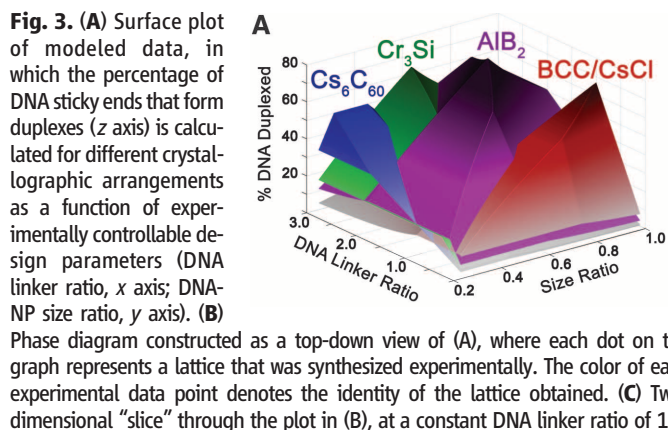 Fig. 3. (A) Surface plot
of modeled data, in
which the percentage of
DNA sticky ends that form
duplexes (z axis) is calcu-
lated for different crystal-
lographic arrangements
as a function of exper-
imentally controllable de-
sign parameters (DNA
linker ratio, x axis; DNA-
NP size ratio, y axis). (B)
Phase diagram constructed as a top-down view of (A), where each dot on t
graph represents a lattice that was synthesized experimentally. The color of ea
experimental data point denotes the identity of the lattice obtained. (C) Tw
dimensional “slice” through the plot in (B), at a constant DNA linker ratio of 1
A
Cs6C60
Cr3Si
AlB2
BCC/CsCl
% DNA Duplexed
80
60
40
20
3.0
2.0
1.0
DNA Linker Ratio
0.2
0.4
0.6
0.8
1.0
Size Ratio